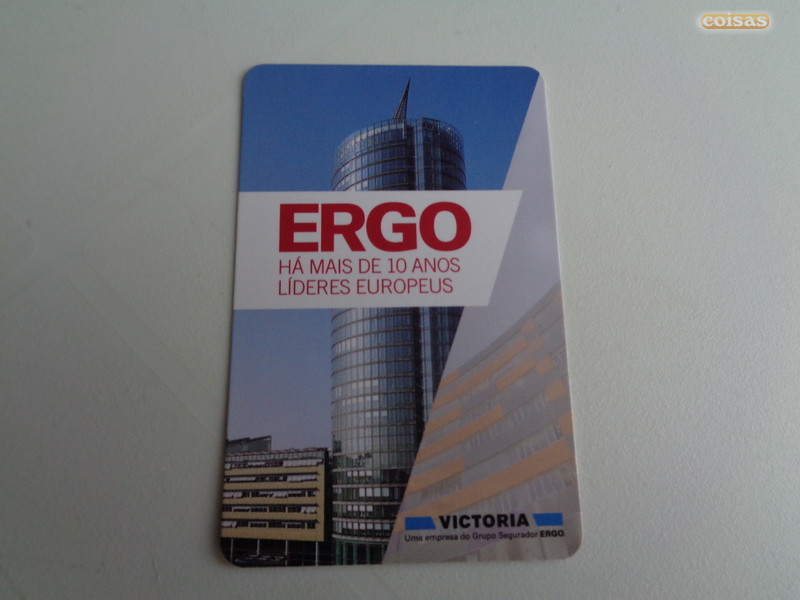 coisas
ERGO
HÁ MAIS DE 10 ANOS
LÍDERES EUROPEUS
VICTORIA
Uma empresa do Grupo Segurador ERGO.